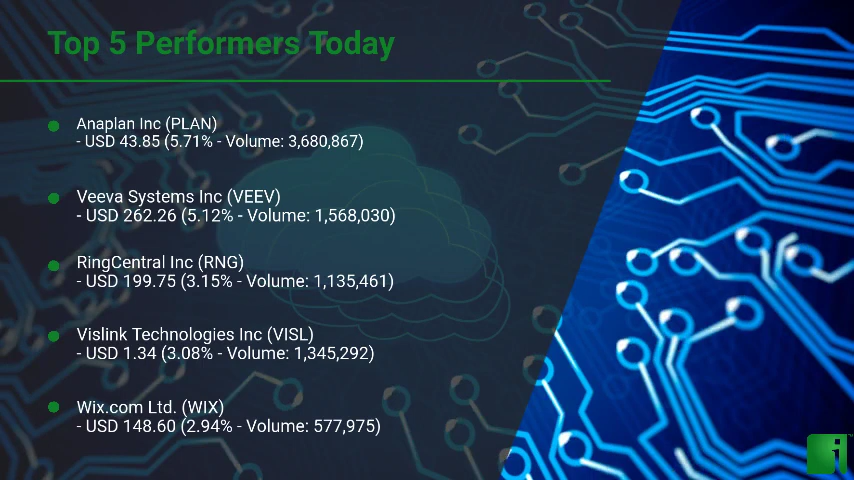 Top 5 Performers Today
Anaplan Inc (PLAN)
- USD 43.85 (5.71% - Volume: 3,680,867)
Veeva Systems Inc (VEEV)
- USD 262.26 (5.12% - Volume: 1,568,030)
RingCentral Inc (RNG)
- USD 199.75 (3.15% - Volume: 1,135,461)
Vislink Technologies Inc (VISL)
- USD 1.34 (3.08% - Volume: 1,345,292)
Wix.com Ltd. (WIX)
- USD 148.60 (2.94% - Volume: 577,975)
i